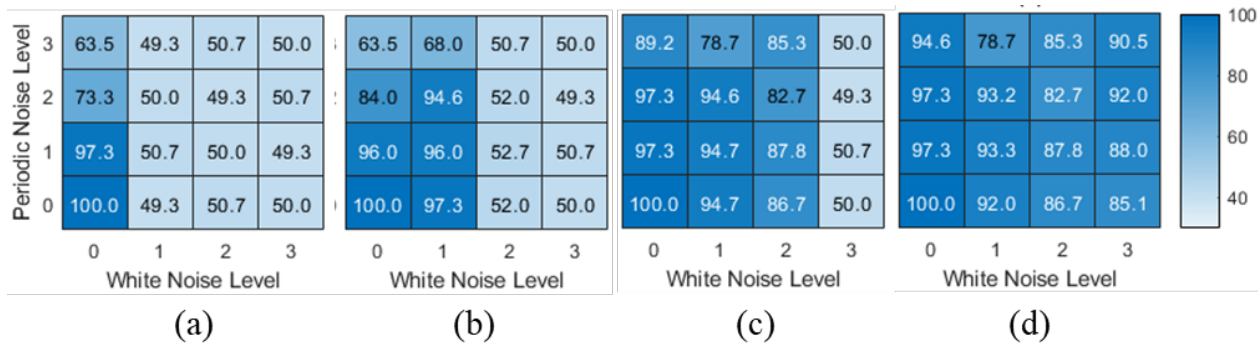 Periodic Noise Level
3 63.5 49.3 50.7 50.0
2 73.3 50.0 49.3 50.7
1 97.3 50.7 50.0 49.3
0 100.0 49.3 50.7 50.0
0 1 2 3
White Noise Level
(a)
63.5 68.0 50.7 50.0
84.0 94.6 52.0 49.3
96.0 96.0 52.7 50.7
100.0 97.3 52.0 50.0
0 1 2 3
White Noise Level
(b)
89.2 78.7 85.3 50.0
97.3 94.6 82.7 49.3
97.3 94.7 87.8 50.7
100.0 94.7 86.7 50.0
0 1 2 3
White Noise Level
(c)
94.6 78.7 85.3 90.5
97.3 93.2 82.7 92.0
97.3 93.3 87.8 88.0
100.0 92.0 86.7 85.1
0 1 2 3
White Noise Level
(d)
100
80
60
40